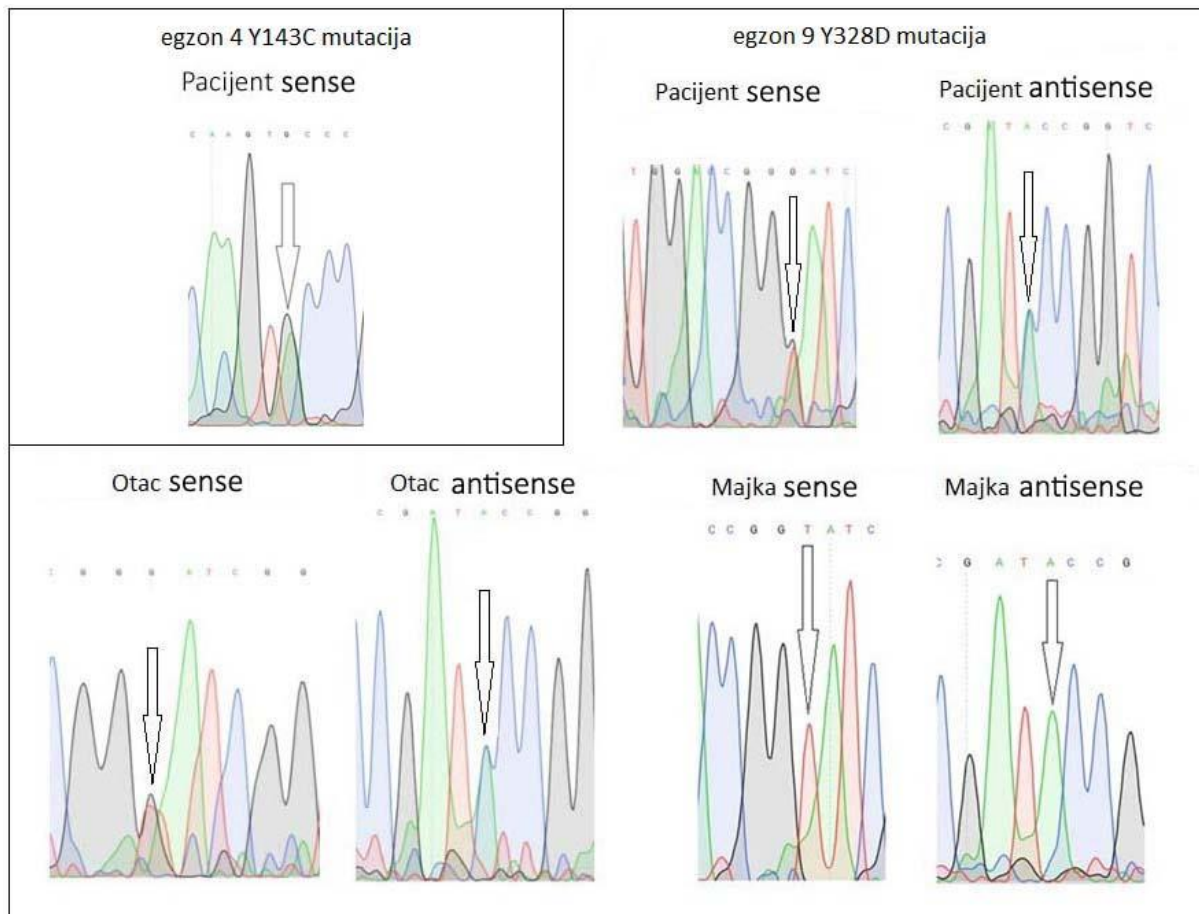 egzon 4 Y143C mutacija
Pacijent sense
C A A G T G C C C
egzon 9 Y328D mutacija
Pacijent sense
T G G C C G G G A T C
Pacijent antisense
C G A T A C C G G T C
Otac sense
C G G G A T C G G
Otac antisense
C G A T A C C G G
Majka sense
C C G G T A T C
Majka antisense
C G A T A C C G